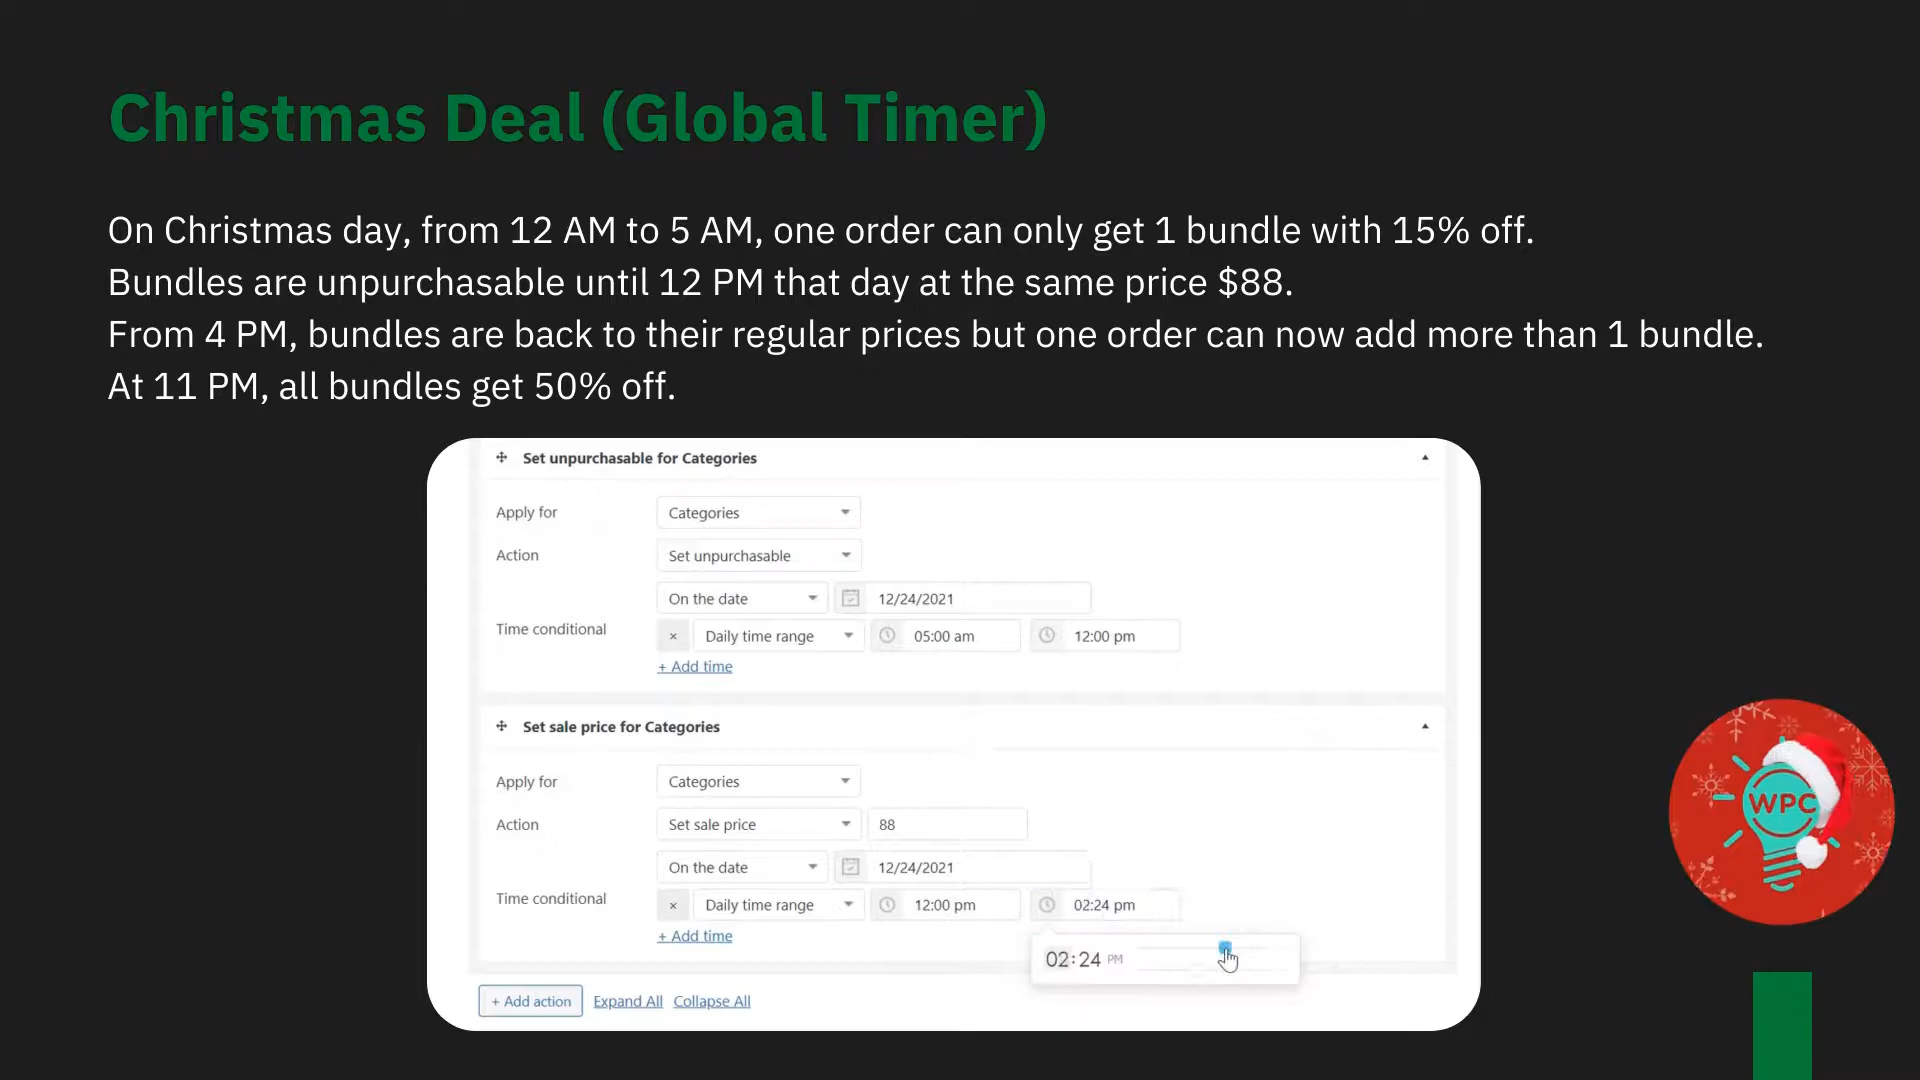 Christmas Deal (Global Timer)
On Christmas day, from 12 AM to 5 AM, one order can only get 1 bundle with 15% off.
Bundles are unpurchasable until 12 PM that day at the same price $88.
From 4 PM, bundles are back to their regular prices but one order can now add more than 1 bundle.
At 11 PM, all bundles get 50% off.
Set unpurchasable for Categories
Apply for Categories
Action Set unpurchasable
On the date 12/24/2021
Time conditional × Daily time range 05:00 am 12:00 pm
+ Add time
Set sale price for Categories
Apply for Categories
Action Set sale price 88
On the date 12/24/2021
Time conditional × Daily time range 12:00 pm 02:24 pm
+ Add time
02:24 PM
+ Add action Expand All Collapse All
WPC